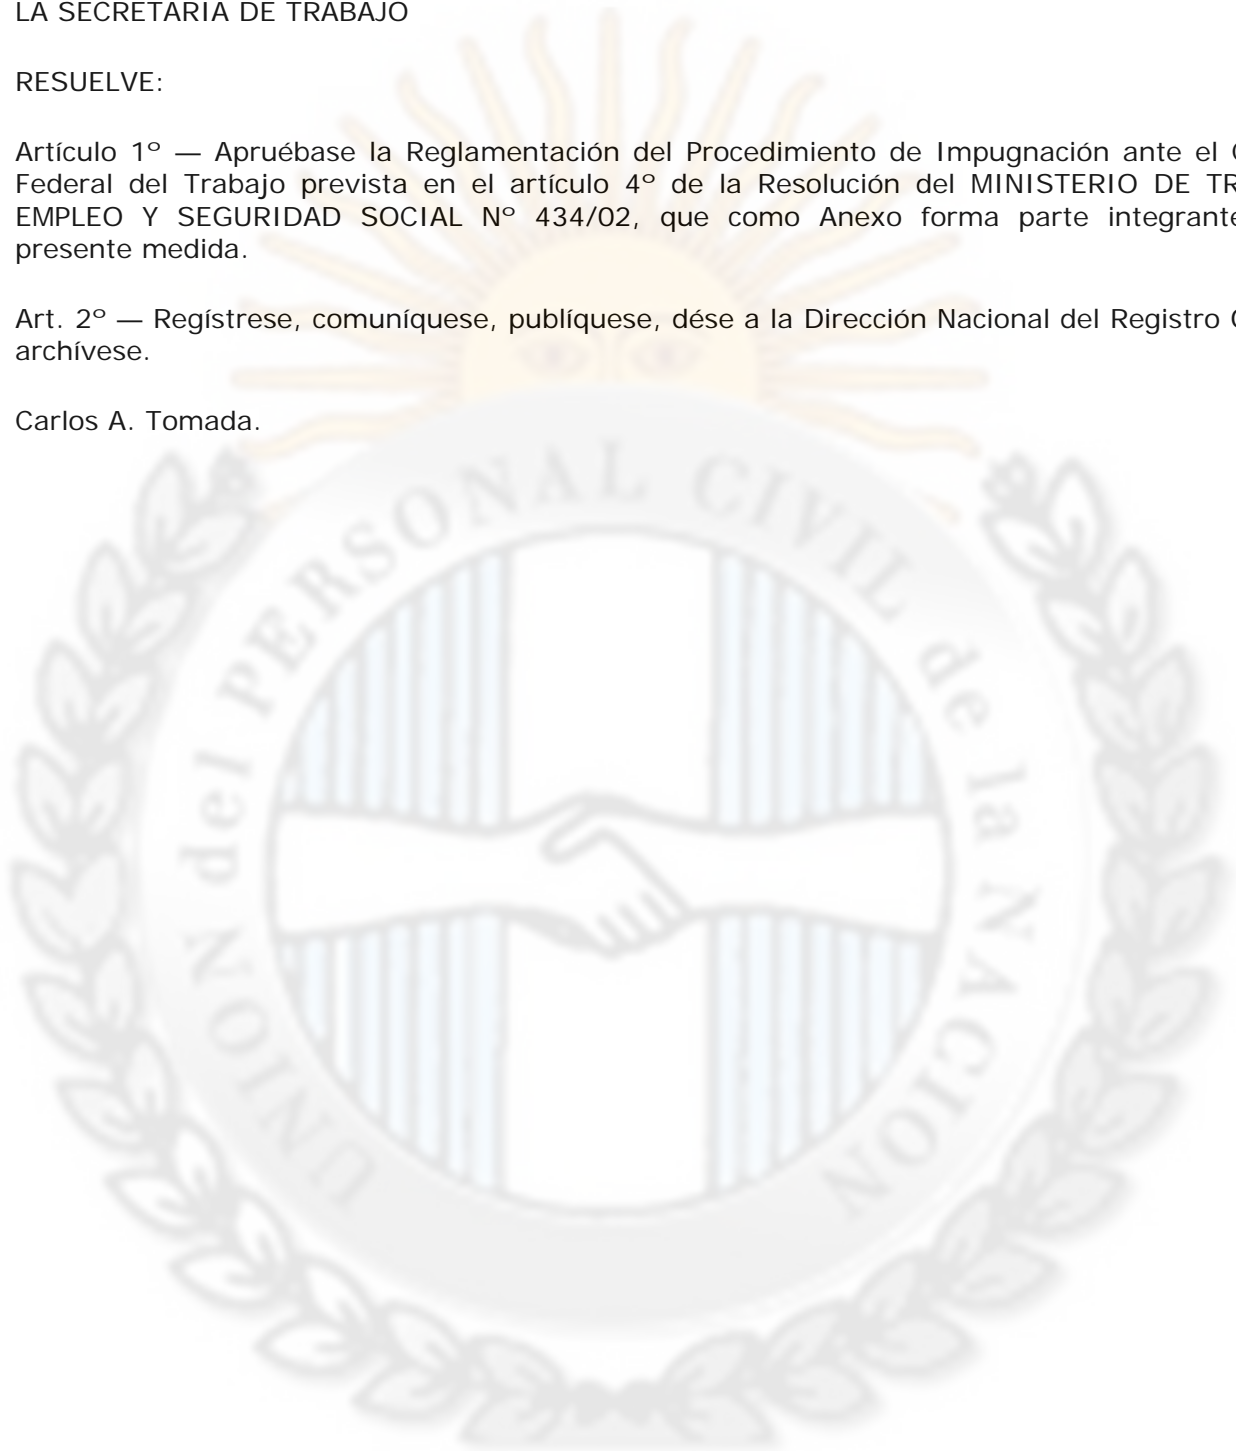 LA SECRETARIA DE TRABAJO
RESUELVE:
Artículo 1º — Apruébase la Reglamentación del Procedimiento de Impugnación ante el
Federal del Trabajo prevista en el artículo 4º de la Resolución del MINISTERIO DE
EMPLEO Y SEGURIDAD SOCIAL Nº 434/02, que como Anexo forma parte
presente medida.
Art. 2º — Regístrese, comuníquese, publíquese, dése a la Dirección Nacional del Registro
archívese.
Carlos A. Tomada.
UNION del PERSONAL CIVIL de la NACION